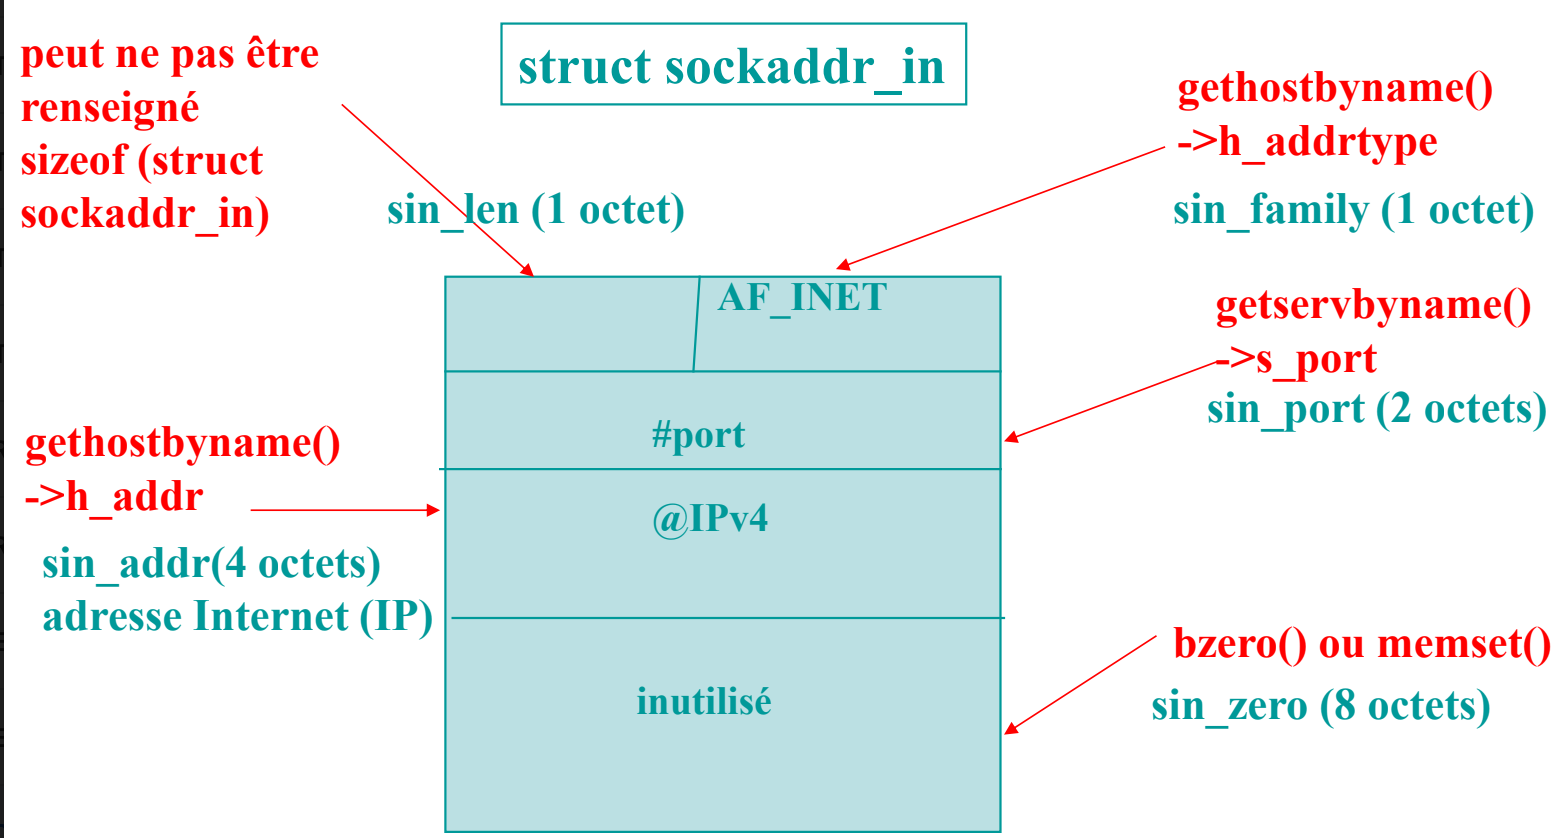 peut ne pas être
renseigné
sizeof (struct
sockaddr_in)
struct sockaddr_in
gethostbyname()
->h_addrtype
sin_len (1 octet)
sin_family (1 octet)
AF_INET
getservbyname()
->s_port
sin_port (2 octets)
#port
gethostbyname()
->h_addr
@IPv4
sin_addr(4 octets)
adresse Internet (IP)
bzero() ou memset()
inutilisé
sin_zero (8 octets)